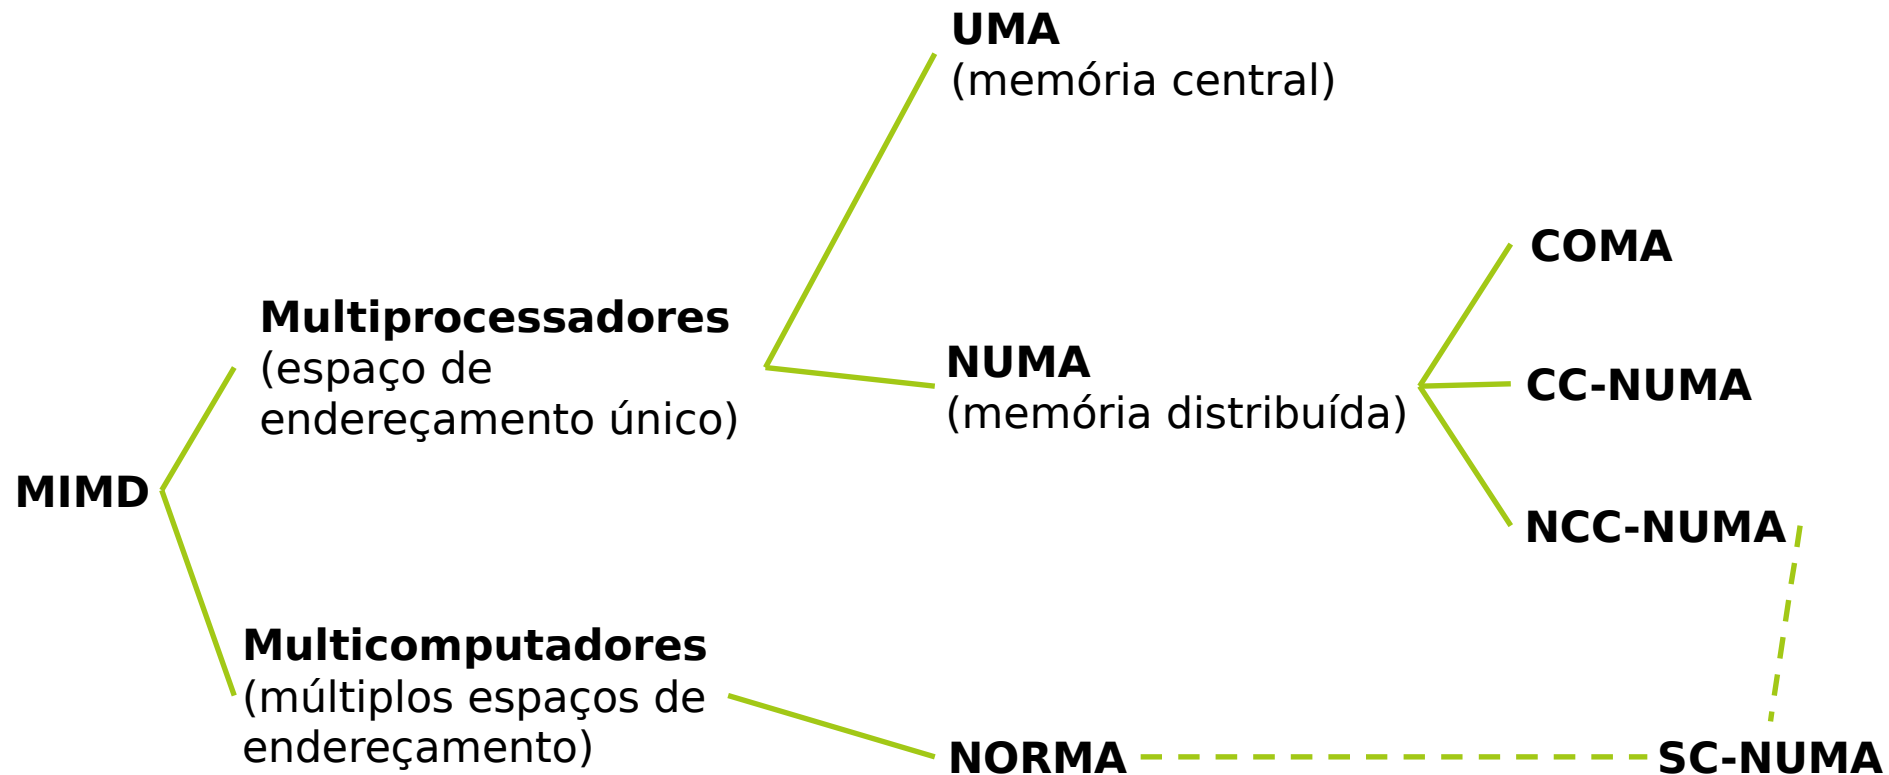 UMA
(memória central)
COMA
Multiprocessadores
(espaço de
endereçamento único)
NUMA
(memória distribuída)
CC-NUMA
MIMD
NCC-NUMA
Multicomputadores
(múltiplos espaços de
endereçamento)
NORMA
SC-NUMA